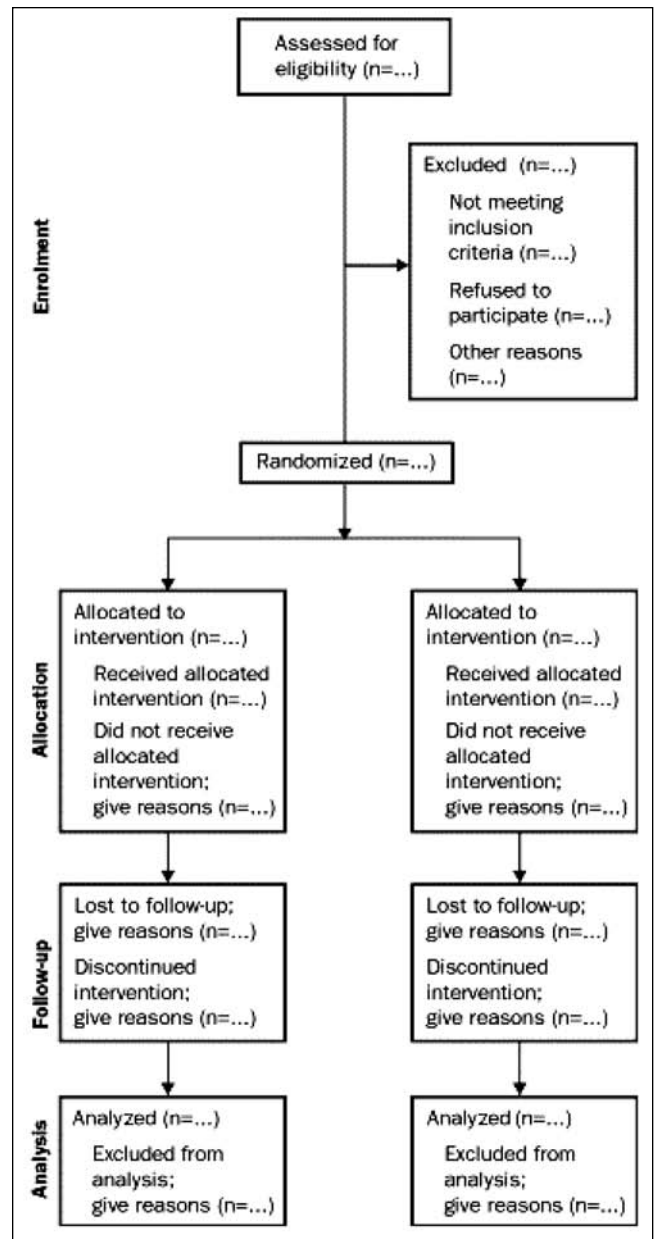 Assessed for
eligibility (n=...)
Enrolment
Excluded (n=...)
Not meeting
inclusion
criteria (n=...)
Refused to
participate (n=...)
Other reasons
(n=...)
Randomized (n=...)
Allocation
Allocated to
intervention (n=...)
Received allocated
intervention (n=...)
Did not receive
allocated
intervention;
give reasons (n=...)
Allocated to
intervention (n=...)
Received allocated
intervention (n=...)
Did not receive
allocated
intervention;
give reasons (n=...)
Follow-up
Lost to follow-up;
give reasons (n=...)
Discontinued
intervention;
give reasons (n=...)
Lost to follow-up;
give reasons (n=...)
Discontinued
intervention;
give reasons (n=...)
Analysis
Analyzed (n=...)
Excluded from
analysis;
give reasons (n=...)
Analyzed (n=...)
Excluded from
analysis;
give reasons (n=...)